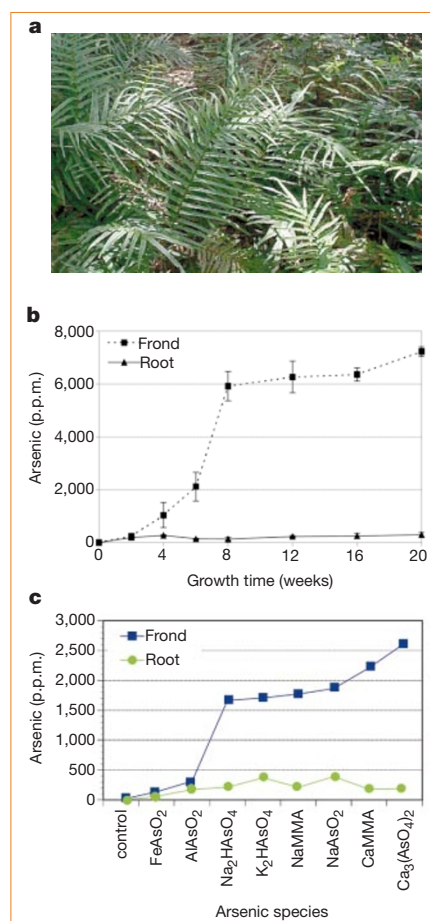 a
b
8,000
6,000
4,000
2,000
0
Arsenic (p.p.m.)
Frond
Root
0 4 8 12 16 20
Growth time (weeks)
c
3,000
2,500
2,000
1,500
1,000
500
0
Arsenic (p.p.m.)
Frond
Root
control
FeAsO2
AlAsO2
Na2HAsO4
K2HAsO4
NaMMA
NaAsO2
CaMMA
Ca3(AsO4)2
Arsenic species